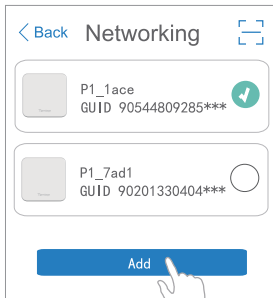 Back Networking
P1_1ace
GUID 90544809285***
P1_7ad1
GUID 90201330404***
Add